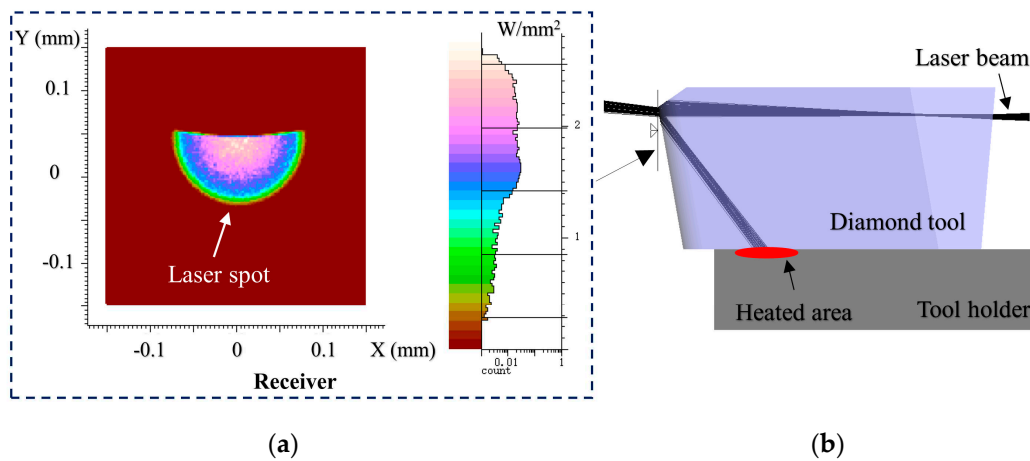 (a)
Y (mm)
0.1
0
-0.1
-0.1
0
0.1
X (mm)
Laser spot
Receiver
W/mm²
2
1
0.01
1
count
(b)
Laser beam
Diamond tool
Heated area
Tool holder
(a)
(b)